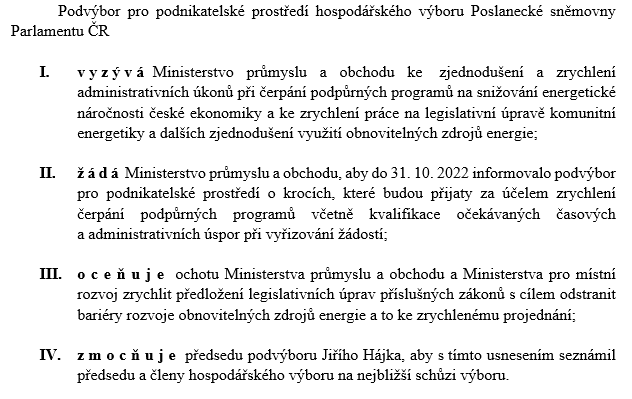 Podvýbor pro podnikatelské prostředí hospodářského výboru Poslanecké sněmovny
Parlamentu ČR
I. v y z ý v á Ministerstvo průmyslu a obchodu ke zjednodušení a zrychlení
administrativních úkonů při čerpání podpůrných programů na snižování energetické
náročnosti české ekonomiky a ke zrychlení práce na legislativní úpravě komunitní
energetiky a dalších zjednodušení využití obnovitelných zdrojů energie;
II. ž á d á Ministerstvo průmyslu a obchodu, aby do 31. 10. 2022 informovalo podvýbor
pro podnikatelské prostředí o krocích, které budou přijaty za účelem zrychlení
čerpání podpůrných programů včetně kvalifikace očekávaných časových
a administrativních úspor při vyřizování žádostí;
III. o c e ň u j e ochotu Ministerstva průmyslu a obchodu a Ministerstva pro místní
rozvoj zrychlit předložení legislativních úprav příslušných zákonů s cílem odstranit
bariéry rozvoje obnovitelných zdrojů energie a to ke zrychlenému projednání;
IV. z m o c ň u j e předsedu podvýboru Jiřího Hájka, aby s tímto usnesením seznámil
předsedu a členy hospodářského výboru na nejbližší schůzi výboru.